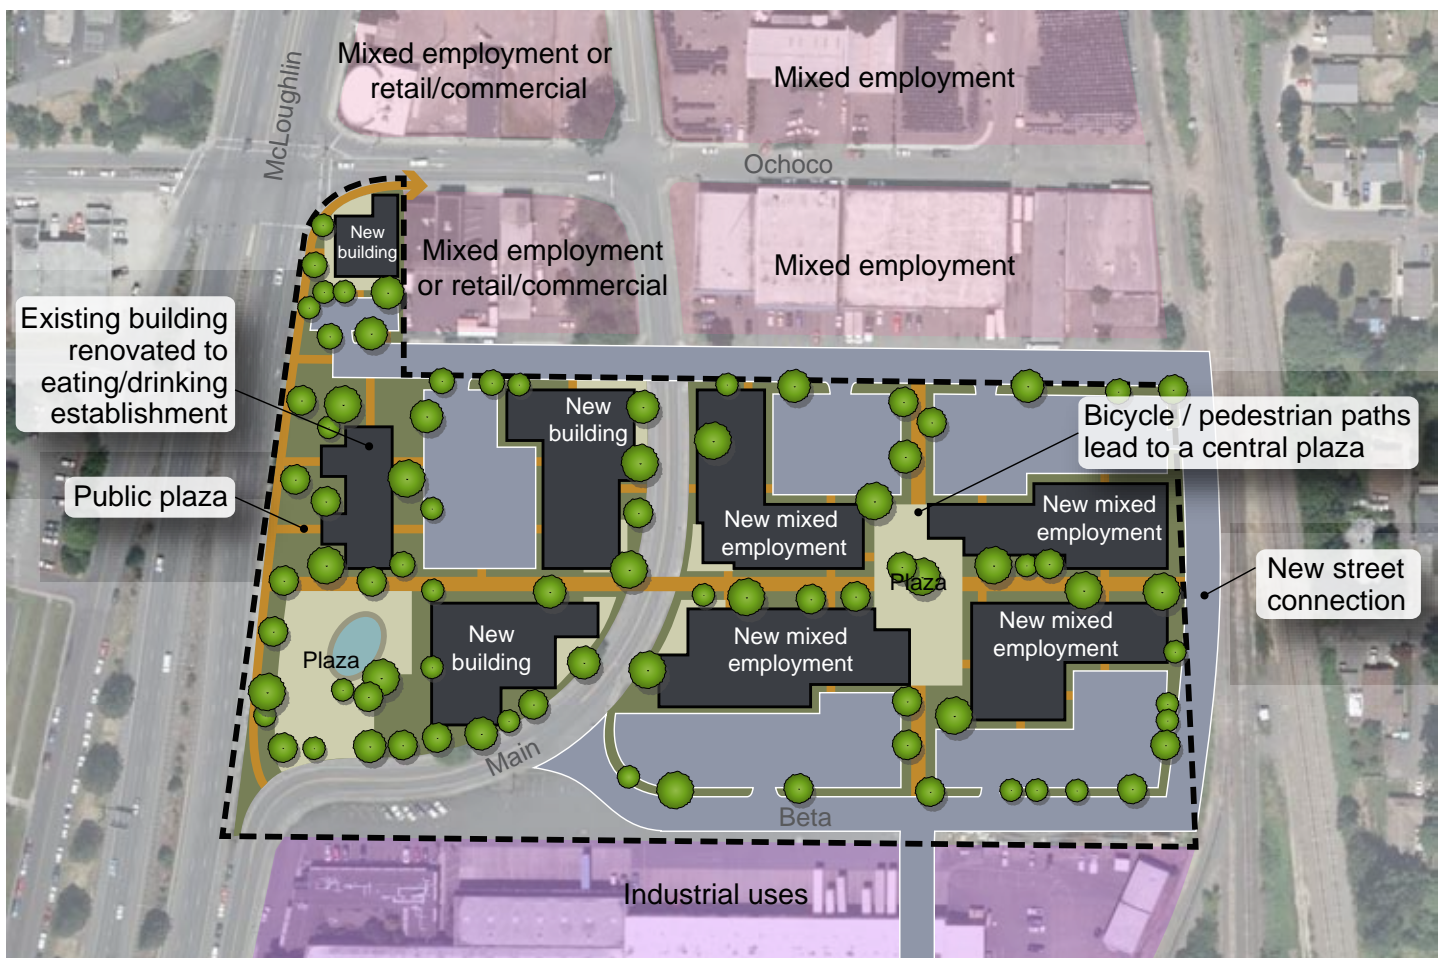 McLoughlin
Mixed employment or
retail/commercial
Mixed employment
Ochoco
New
building
Mixed employment
or retail/commercial
Mixed employment
Existing building
renovated to
eating/drinking
establishment
New
building
Bicycle / pedestrian paths
lead to a central plaza
Public plaza
New mixed
employment
New mixed
employment
Plaza
New street
connection
New
building
Plaza
New mixed
employment
New mixed
employment
Main
Beta
Industrial uses